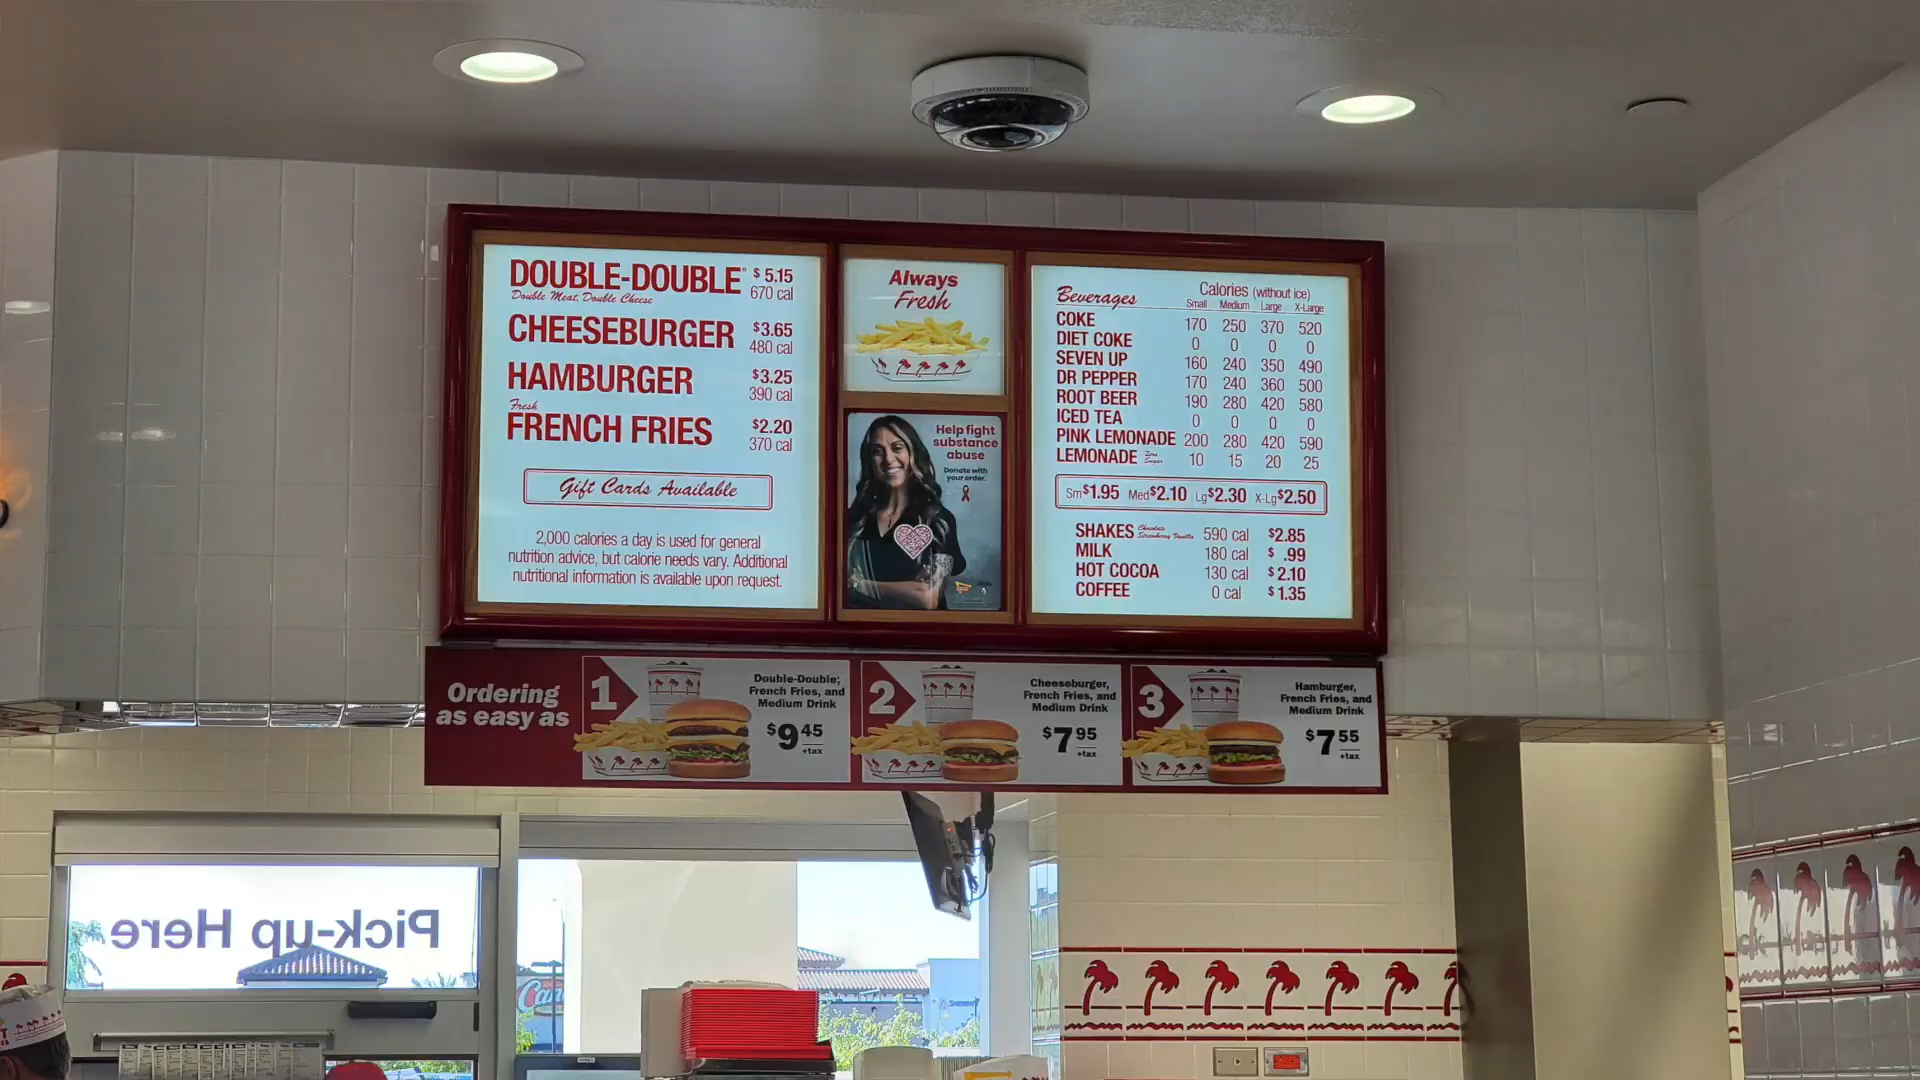 DOUBLE-DOUBLE® $5.15
Double Meat, Double Cheese 670 cal
CHEESEBURGER $3.65
480 cal
HAMBURGER $3.25
390 cal
Fresh
FRENCH FRIES $2.20
370 cal
Gift Cards Available
2,000 calories a day is used for general
nutrition advice, but calorie needs vary. Additional
nutritional information is available upon request.
Always
Fresh
Help fight
substance
abuse
Donate with
your order.
Beverages Calories (without ice)
Small Medium Large X-Large
COKE 170 250 370 520
DIET COKE 0 0 0 0
SEVEN UP 160 240 350 490
DR PEPPER 170 240 360 500
ROOT BEER 190 280 420 580
ICED TEA 0 0 0 0
PINK LEMONADE 200 280 420 590
LEMONADE Zero Sugar 10 15 20 25
Sm$1.95 Med$2.10 Lg$2.30 X-Lg$2.50
SHAKES Chocolate Strawberry Vanilla 590 cal $2.85
MILK 180 cal $ .99
HOT COCOA 130 cal $2.10
COFFEE 0 cal $1.35
Ordering
as easy as
1
Double-Double,
French Fries, and
Medium Drink
$9 45
+tax
2
Cheeseburger,
French Fries, and
Medium Drink
$7 95
+tax
3
Hamburger,
French Fries, and
Medium Drink
$7 55
+tax
Pick-up Here